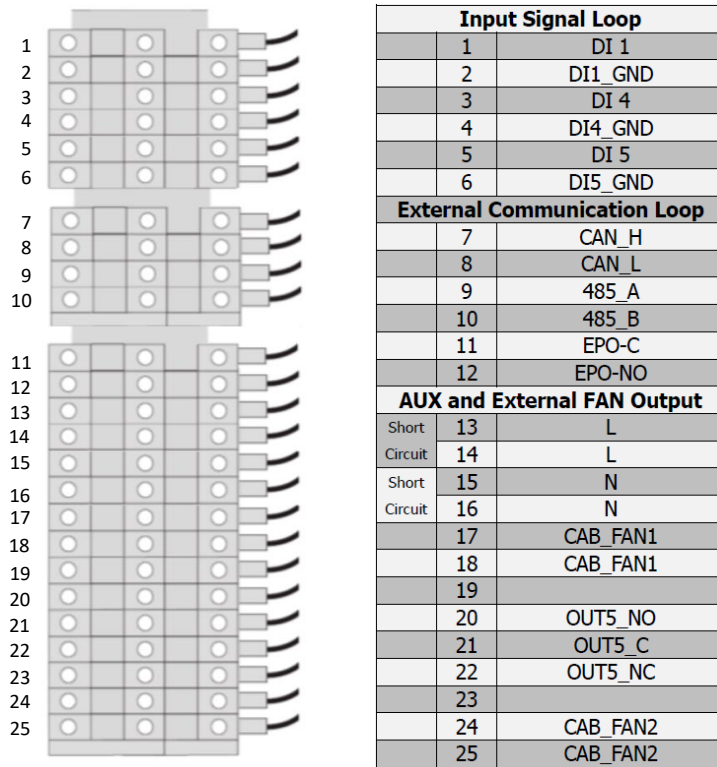 1
2
3
4
5
6
7
8
9
10
11
12
13
14
15
16
17
18
19
20
21
22
23
24
25
Input Signal Loop
1 DI 1
2 DI1_GND
3 DI 4
4 DI4_GND
5 DI 5
6 DI5_GND
External Communication Loop
7 CAN_H
8 CAN_L
9 485_A
10 485_B
11 EPO-C
12 EPO-NO
AUX and External FAN Output
Short 13 L
Circuit 14 L
Short 15 N
Circuit 16 N
17 CAB_FAN1
18 CAB_FAN1
19
20 OUT5_NO
21 OUT5_C
22 OUT5_NC
23
24 CAB_FAN2
25 CAB_FAN2